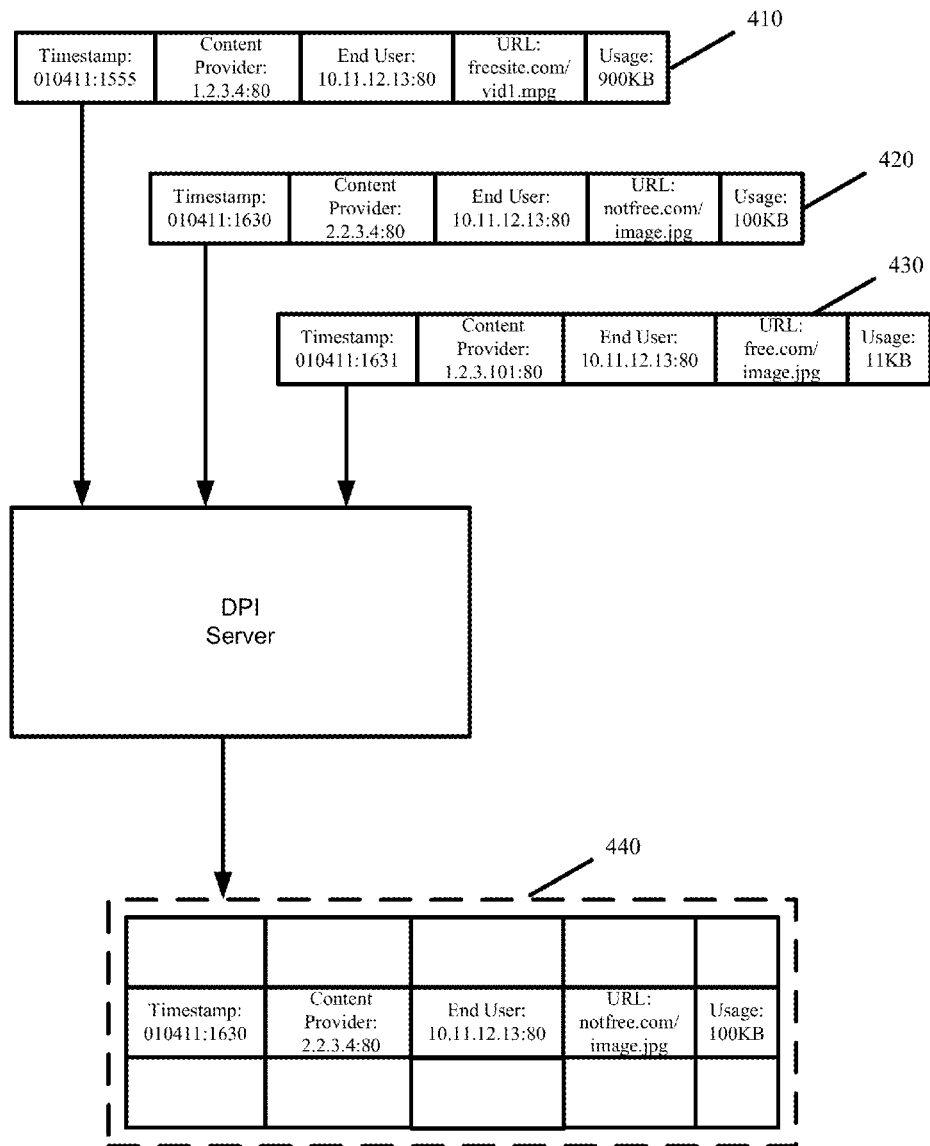 410
Timestamp:
010411:1555
Content
Provider:
1.2.3.4:80
End User:
10.11.12.13:80
URL:
freesite.com/
vid1.mpg
Usage:
900KB
420
Timestamp:
010411:1630
Content
Provider:
2.2.3.4:80
End User:
10.11.12.13:80
URL:
notfree.com/
image.jpg
Usage:
100KB
430
Timestamp:
010411:1631
Content
Provider:
1.2.3.101:80
End User:
10.11.12.13:80
URL:
free.com/
image.jpg
Usage:
11KB
DPI
Server
440
Timestamp:
010411:1630
Content
Provider:
2.2.3.4:80
End User:
10.11.12.13:80
URL:
notfree.com/
image.jpg
Usage:
100KB